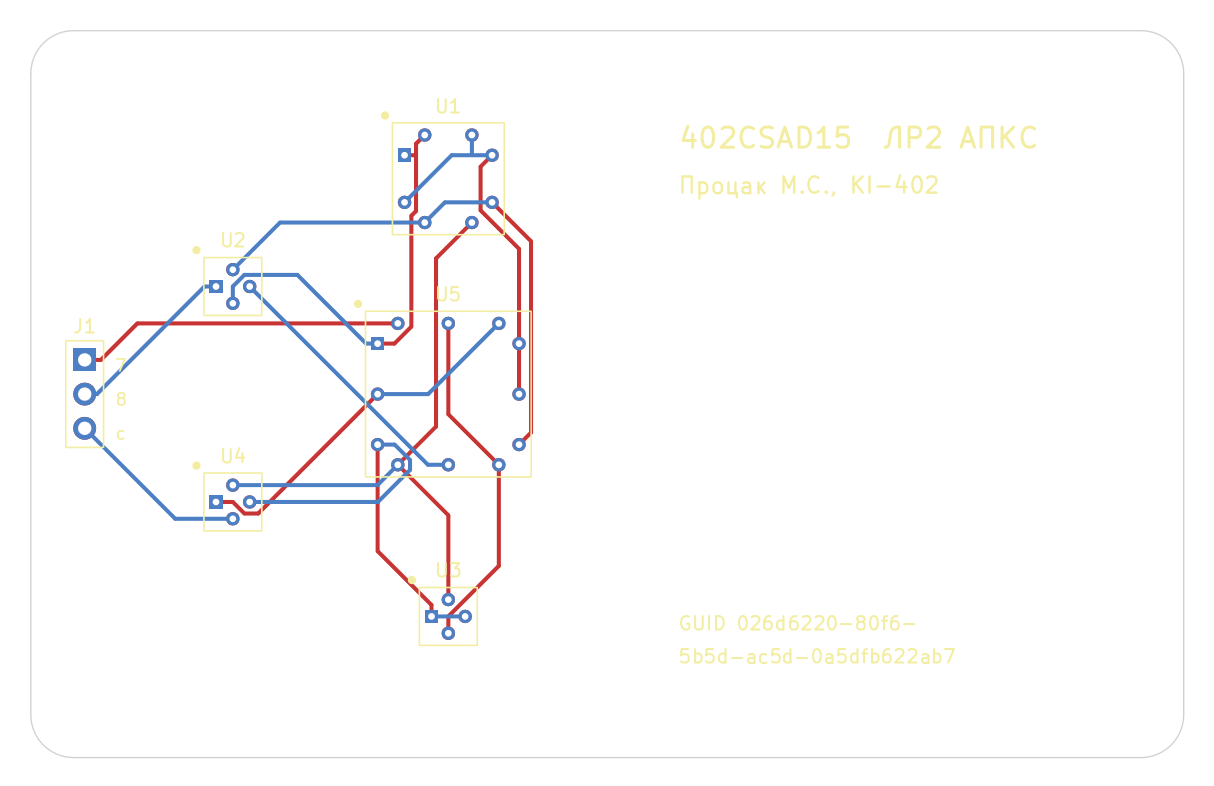 U1
402CSAD15 ЛР2 АПКС
Процак М.С., KI-402
U2
U5
J1
7
8
c
U4
U3
GUID 026d6220-80f6-
5b5d-ac5d-0a5dfb622ab7